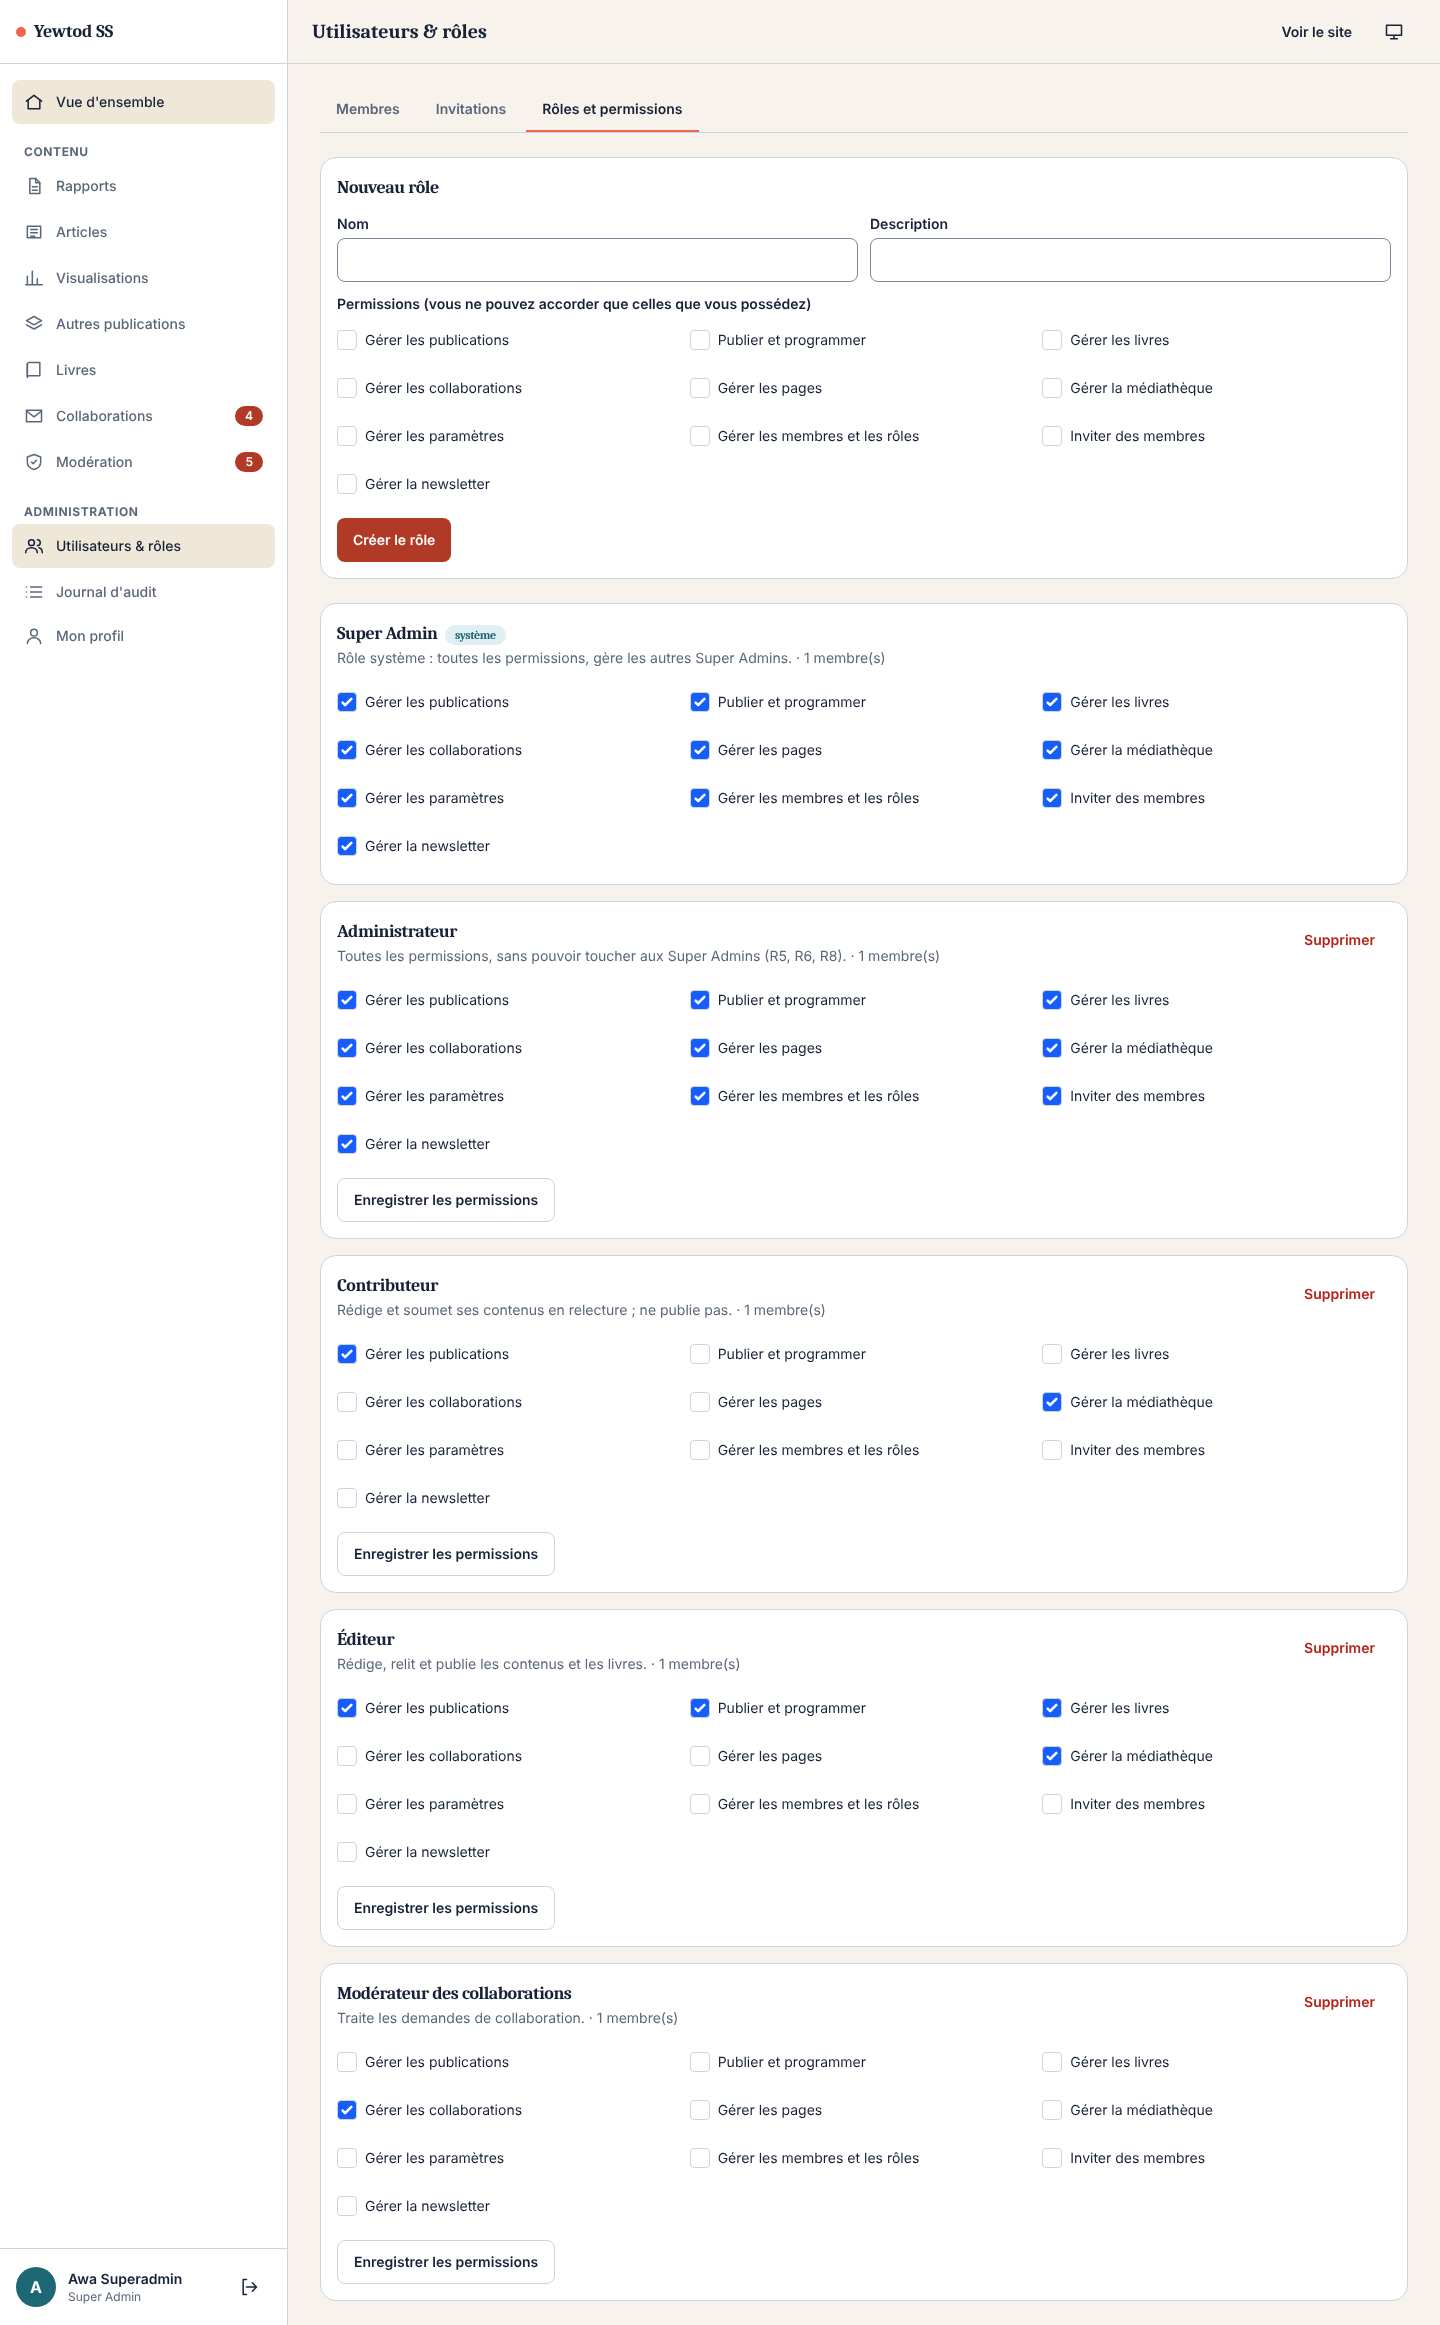 Yewtod SS
Utilisateurs & rôles
Voir le site
Vue d'ensemble
CONTENU
Rapports
Articles
Visualisations
Autres publications
Livres
Collaborations 4
Modération 5
ADMINISTRATION
Utilisateurs & rôles
Journal d'audit
Mon profil
Membres Invitations Rôles et permissions
Nouveau rôle
Nom Description
Permissions (vous ne pouvez accorder que celles que vous possédez)
Gérer les publications Publier et programmer Gérer les livres
Gérer les collaborations Gérer les pages Gérer la médiathèque
Gérer les paramètres Gérer les membres et les rôles Inviter des membres
Gérer la newsletter
Créer le rôle
Super Admin système
Rôle système : toutes les permissions, gère les autres Super Admins. · 1 membre(s)
Gérer les publications Publier et programmer Gérer les livres
Gérer les collaborations Gérer les pages Gérer la médiathèque
Gérer les paramètres Gérer les membres et les rôles Inviter des membres
Gérer la newsletter
Administrateur
Supprimer
Toutes les permissions, sans pouvoir toucher aux Super Admins (R5, R6, R8). · 1 membre(s)
Gérer les publications Publier et programmer Gérer les livres
Gérer les collaborations Gérer les pages Gérer la médiathèque
Gérer les paramètres Gérer les membres et les rôles Inviter des membres
Gérer la newsletter
Enregistrer les permissions
Contributeur
Supprimer
Rédige et soumet ses contenus en relecture ; ne publie pas. · 1 membre(s)
Gérer les publications Publier et programmer Gérer les livres
Gérer les collaborations Gérer les pages Gérer la médiathèque
Gérer les paramètres Gérer les membres et les rôles Inviter des membres
Gérer la newsletter
Enregistrer les permissions
Éditeur
Supprimer
Rédige, relit et publie les contenus et les livres. · 1 membre(s)
Gérer les publications Publier et programmer Gérer les livres
Gérer les collaborations Gérer les pages Gérer la médiathèque
Gérer les paramètres Gérer les membres et les rôles Inviter des membres
Gérer la newsletter
Enregistrer les permissions
Modérateur des collaborations
Supprimer
Traite les demandes de collaboration. · 1 membre(s)
Gérer les publications Publier et programmer Gérer les livres
Gérer les collaborations Gérer les pages Gérer la médiathèque
Gérer les paramètres Gérer les membres et les rôles Inviter des membres
Gérer la newsletter
Enregistrer les permissions
A
Awa Superadmin
Super Admin